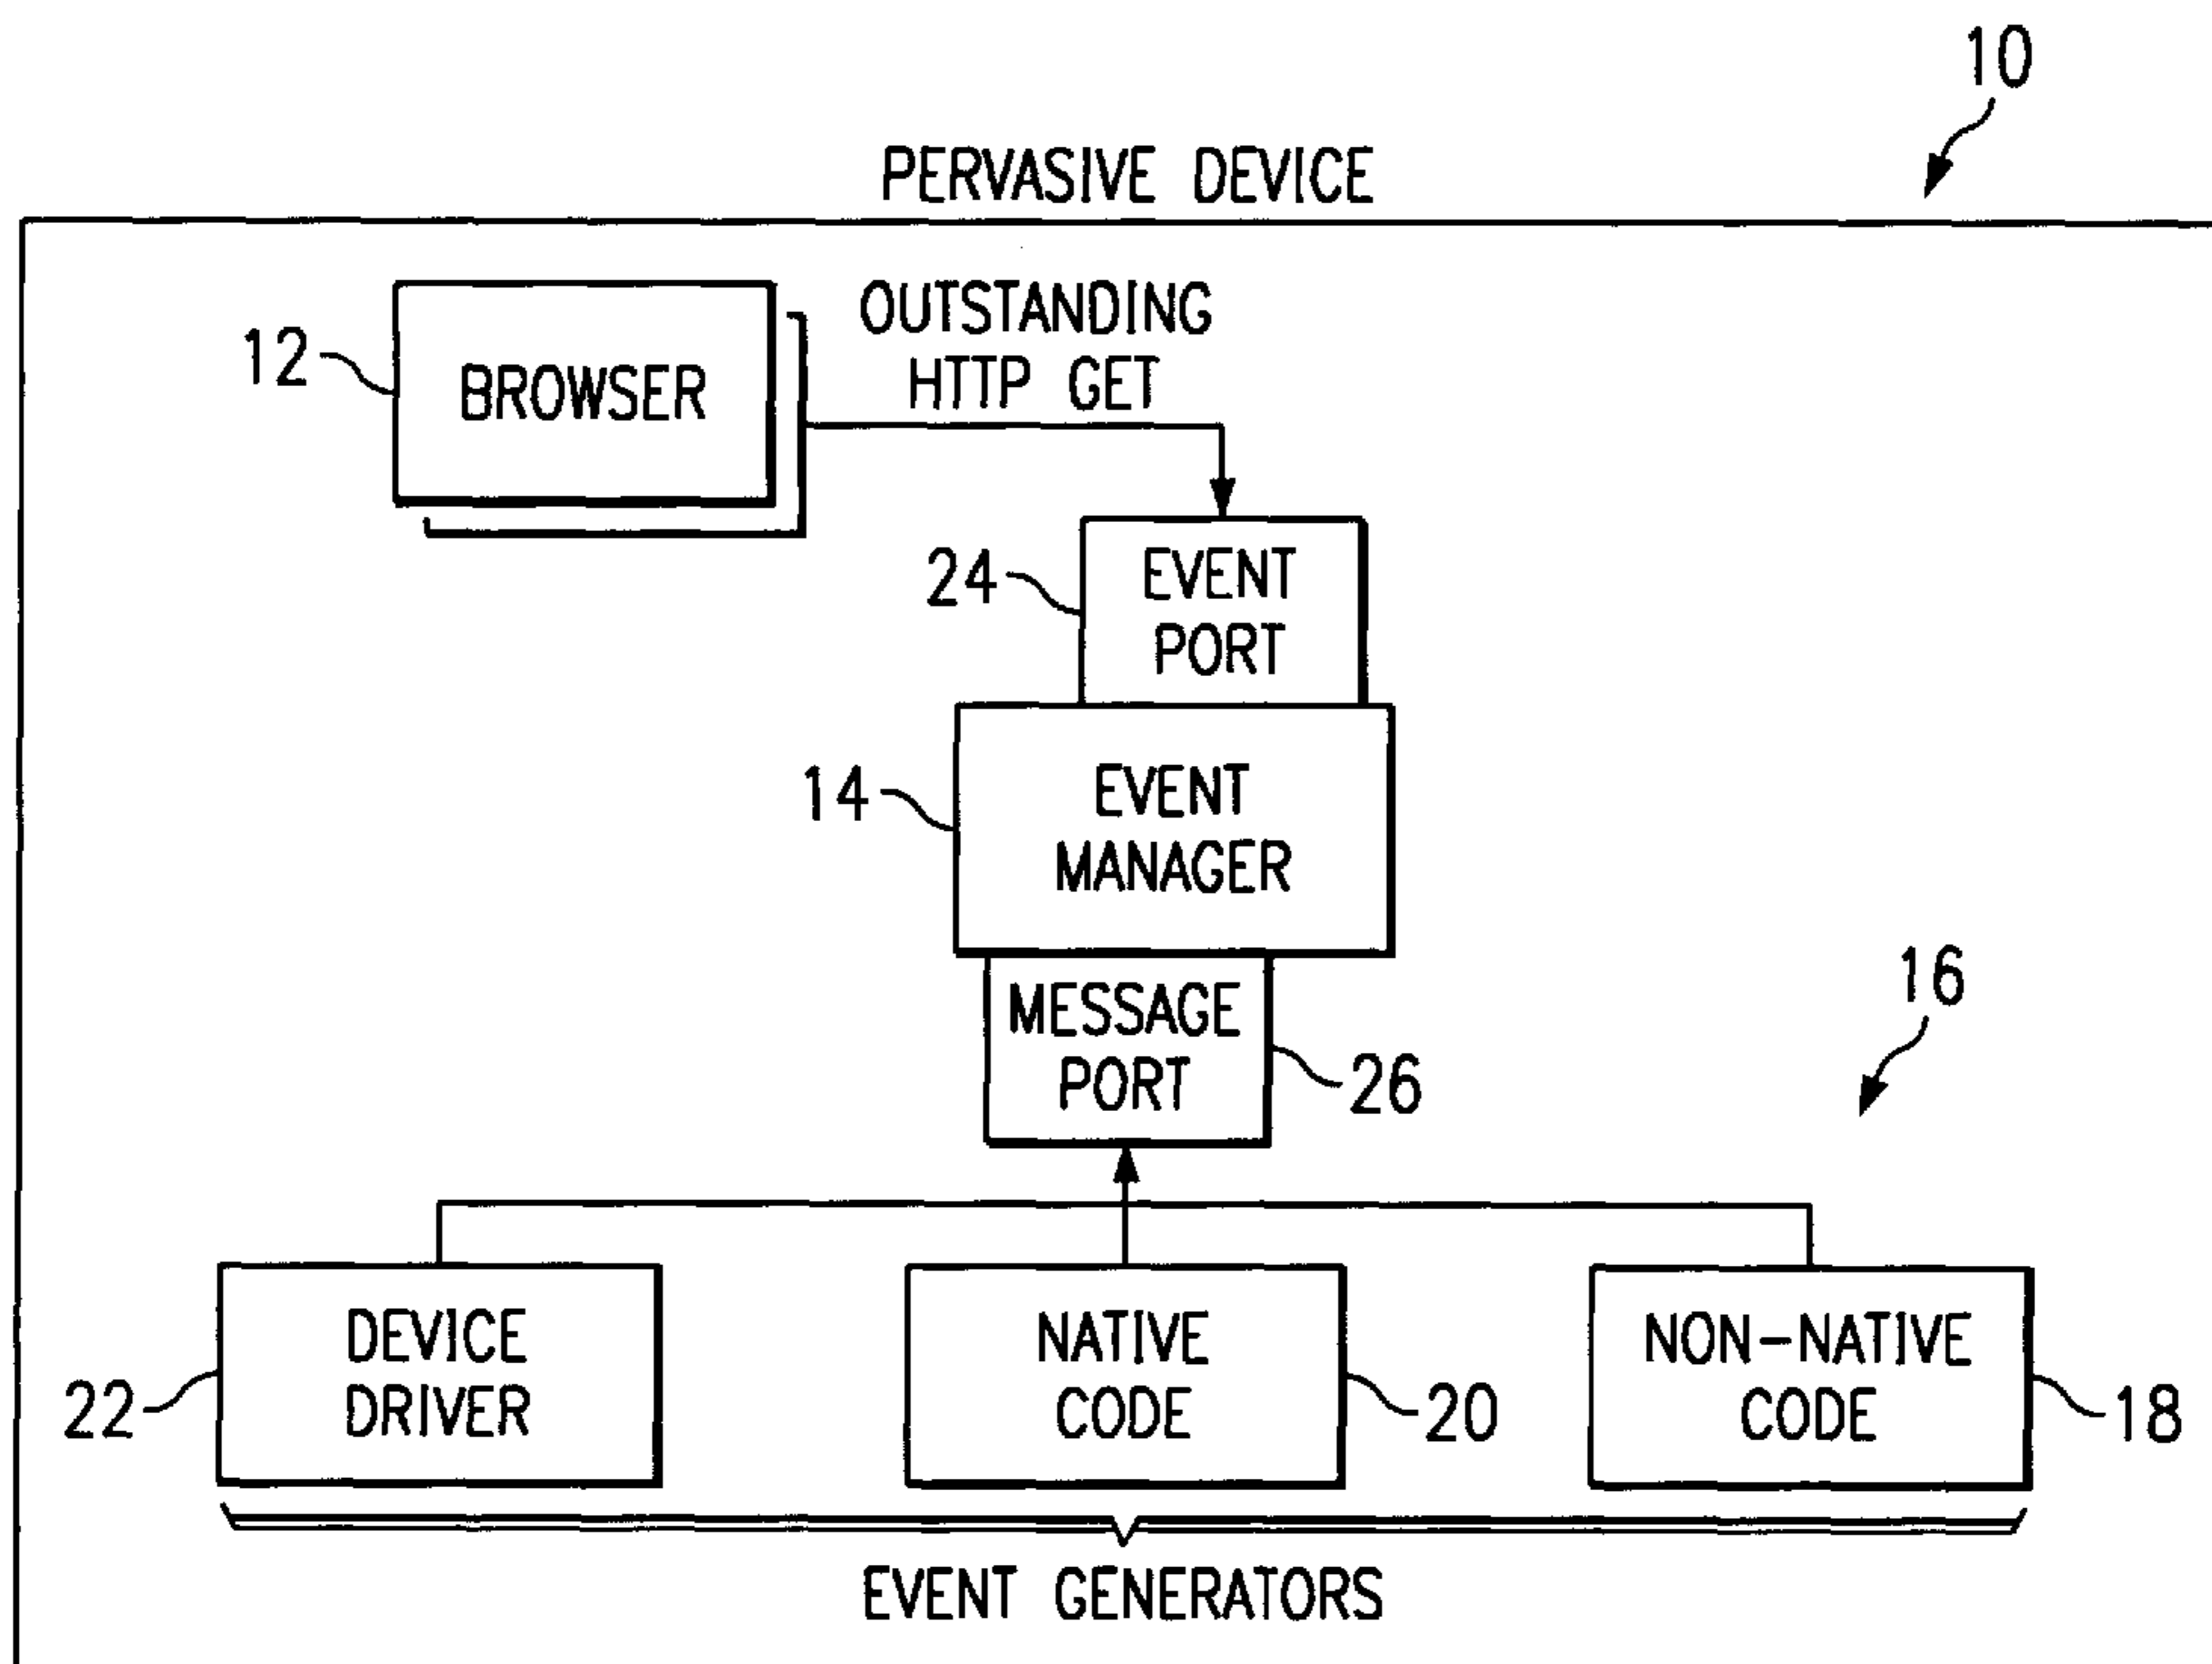 10
PERVASIVE DEVICE
OUTSTANDING
HTTP GET
12
BROWSER
24
EVENT
PORT
14
EVENT
MANAGER
16
MESSAGE
PORT
26
DEVICE
DRIVER
22
NATIVE
CODE
20
NON-NATIVE
CODE
18
EVENT GENERATORS